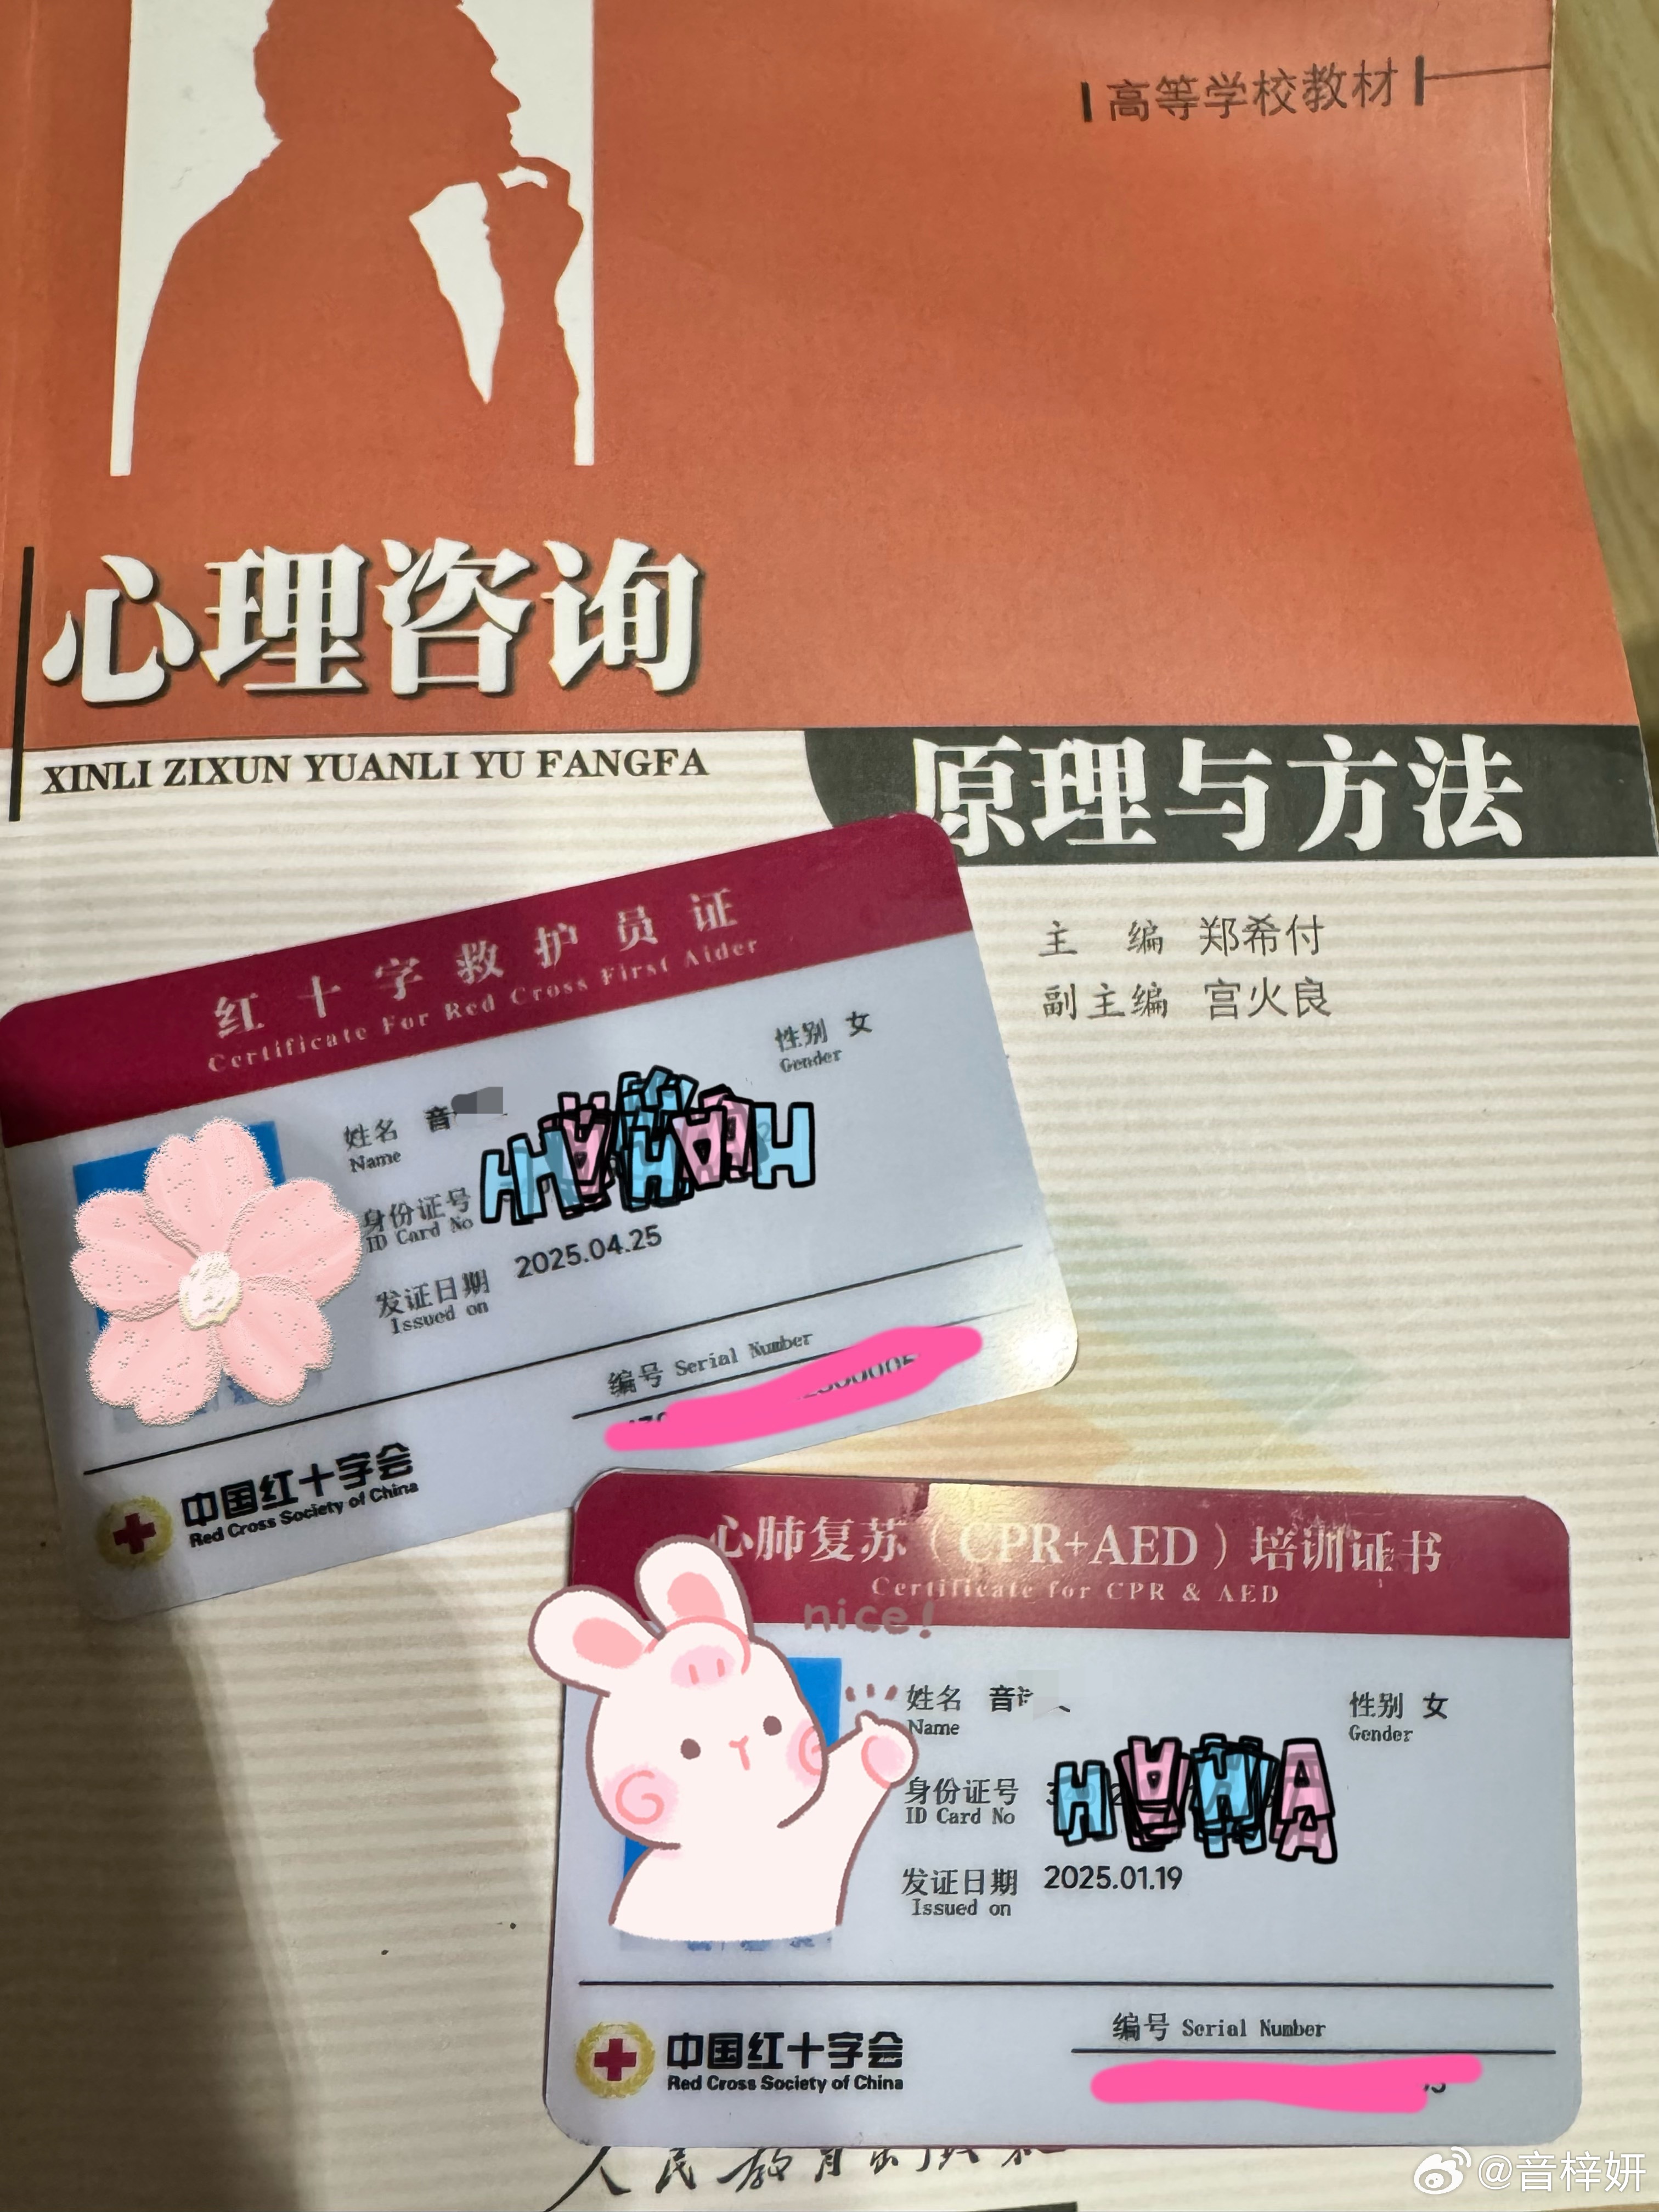 高等学校教材
心理咨询
XINLI ZIXUN YUANLI YU FANGFA
原理与方法
主 编 郑希付
副主编 宫火良
红十字救护员证
Certificate For Red Cross First Aider
性别 女
Gender
姓名 音
Name
身份证号
ID Card No
发证日期 2025.04.25
Issued on
编号 Serial Number
中国红十字会
Red Cross Society of China
心肺复苏（CPR+AED）培训证书
Certificate for CPR & AED
nice!
姓名 音
Name
性别 女
Gender
身份证号
ID Card No
发证日期 2025.01.19
Issued on
编号 Serial Number
中国红十字会
Red Cross Society of China
人民教育出版社
@音梓妍